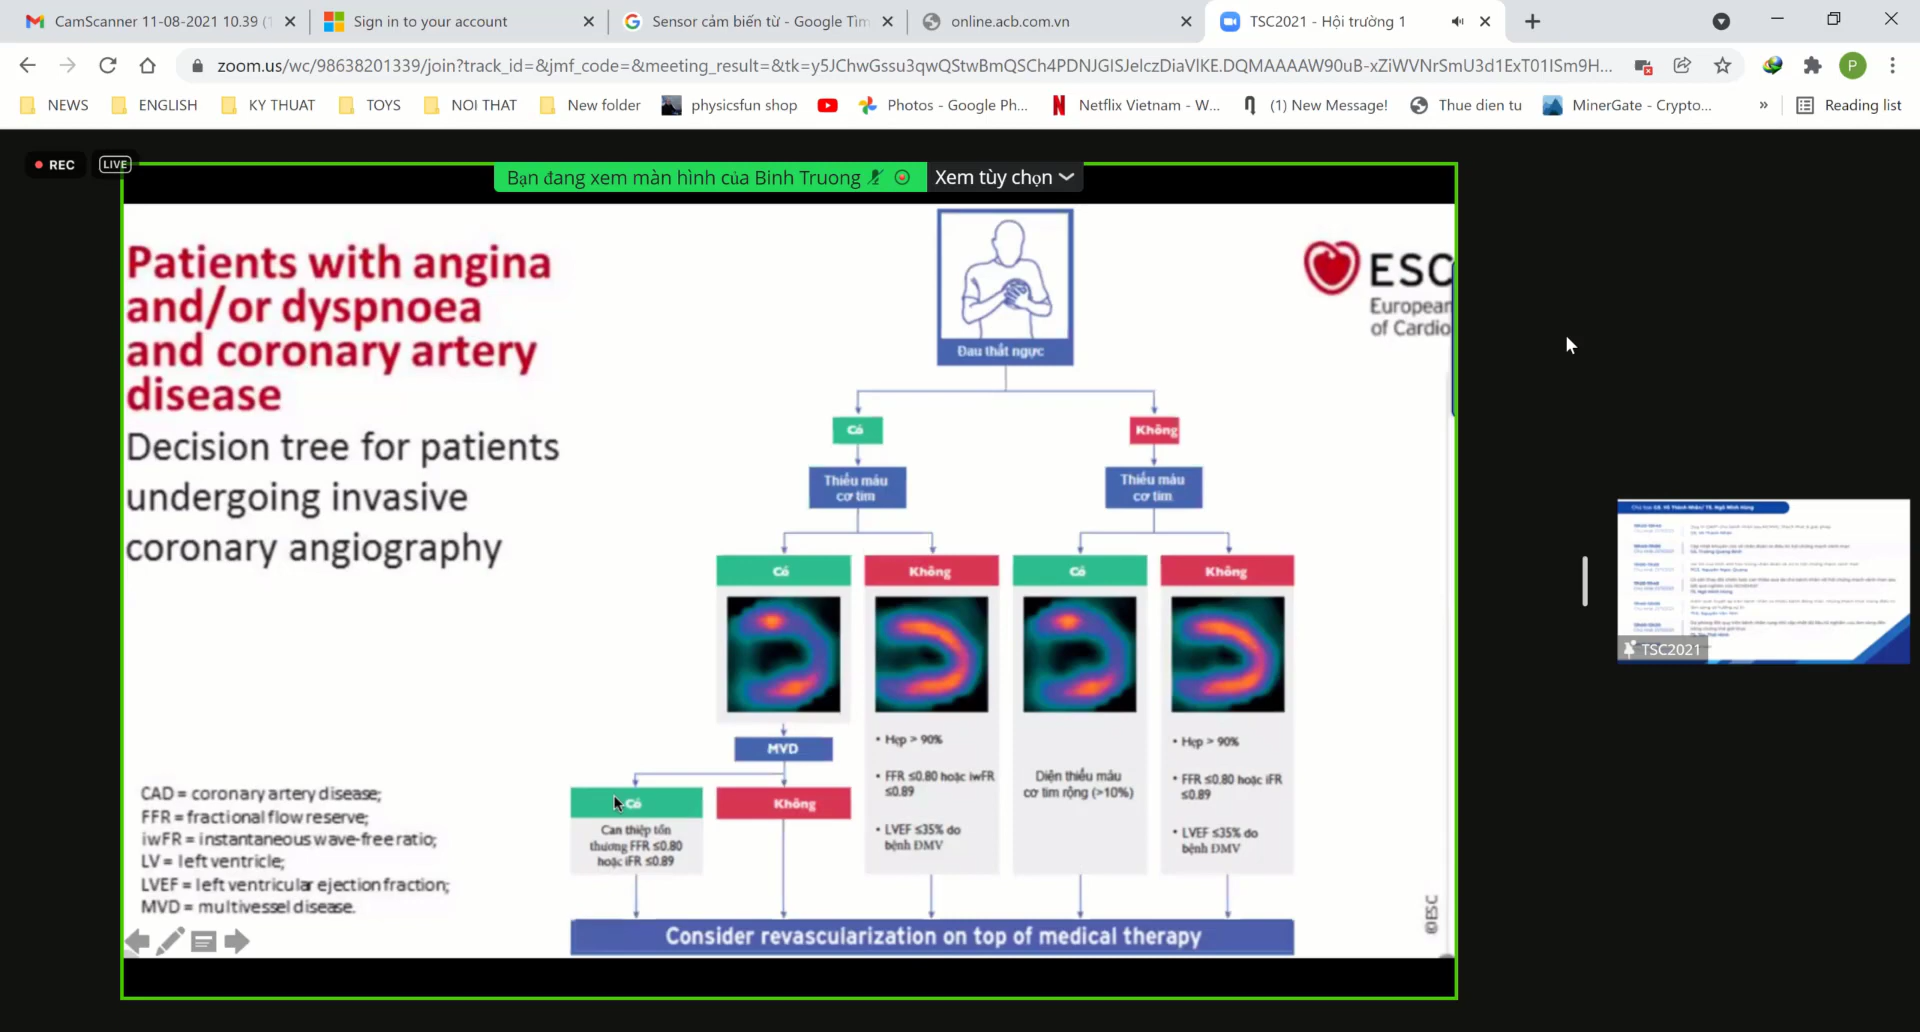 CamScanner 11-08-2021 10.39 (1
Sign in to your account
Sensor cảm biến từ - Google Tìm
online.acb.com.vn
TSC2021 - Hội trường 1
zoom.us/wc/98638201339/join?track_id=&jmf_code=&meeting_result=&tk=y5JChwGssu3qwQStwBmQSCh4PDNJGISJelczDiaVlKE.DQMAAAAW90uB-xZiWVNrSmU3d1ExT01ISm9H...
P
NEWS
ENGLISH
KY THUAT
TOYS
NOI THAT
New folder
physicsfun shop
Photos - Google Ph...
Netflix Vietnam - W...
(1) New Message!
Thue dien tu
MinerGate - Crypto...
»
Reading list
REC
LIVE
Bạn đang xem màn hình của Binh Truong
Xem tùy chọn
Patients with angina
and/or dyspnoea
and coronary artery
disease
Decision tree for patients
undergoing invasive
coronary angiography
CAD = coronary artery disease;
FFR = fractional flow reserve;
iwFR = instantaneous wave-free ratio;
LV = left ventricle;
LVEF = left ventricular ejection fraction;
MVD = multivessel disease.
ESC
European
of Cardio
Đau thắt ngực
Có
Không
Thiếu máu
cơ tim
Thiếu máu
cơ tim
Có
Không
Có
Không
MVD
Có
Không
Can thiệp tổn
thương FFR ≤0.80
hoặc iFR ≤0.89
• Hẹp > 90%
• FFR ≤0.80 hoặc iwFR
≤0.89
• LVEF ≤35% do
bệnh ĐMV
Diện thiếu máu
cơ tim rộng (>10%)
• Hẹp > 90%
• FFR ≤0.80 hoặc iFR
≤0.89
• LVEF ≤35% do
bệnh ĐMV
Consider revascularization on top of medical therapy
©ESC
TSC2021